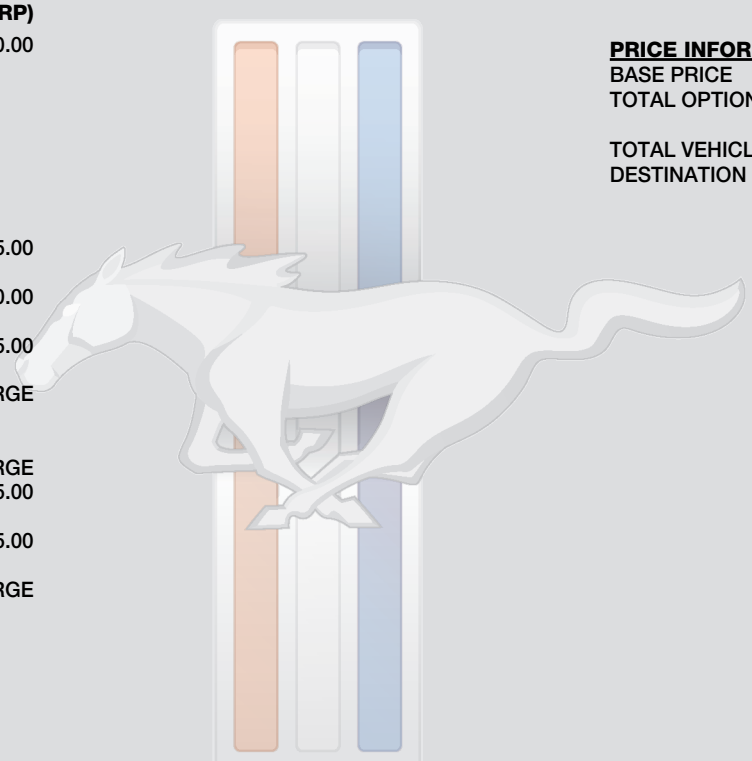 RP)
0.00
5.00
0.00
5.00
RGE
RGE
5.00
5.00
RGE
PRICE INFOR
BASE PRICE
TOTAL OPTION
TOTAL VEHICL
DESTINATION